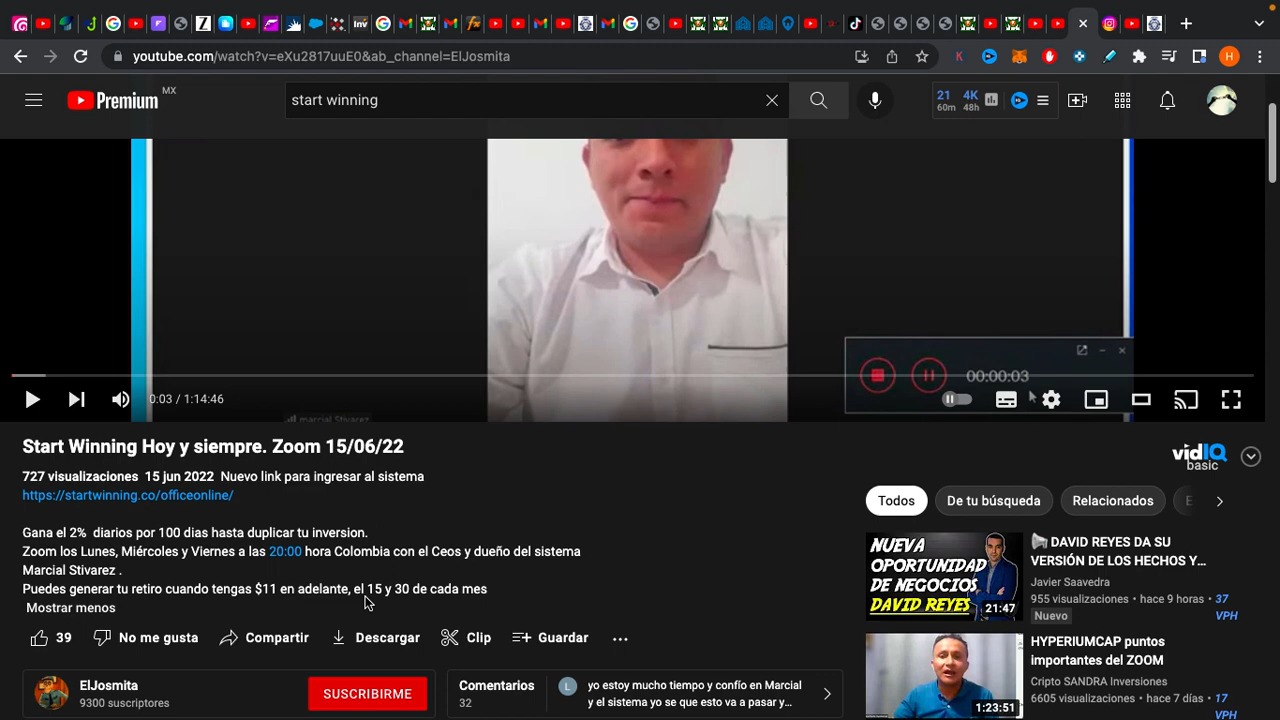 youtube.com/watch?v=eXu2817uuE0&ab_channel=ElJosmita
Premium MX
start winning
21 60m
4K 48h
00:00:03
0:03 / 1:14:46
marcial Stivarez
Start Winning Hoy y siempre. Zoom 15/06/22
727 visualizaciones 15 jun 2022 Nuevo link para ingresar al sistema
https://startwinning.co/officeonline/
Gana el 2% diarios por 100 dias hasta duplicar tu inversion.
Zoom los Lunes, Miércoles y Viernes a las 20:00 hora Colombia con el Ceos y dueño del sistema
Marcial Stivarez .
Puedes generar tu retiro cuando tengas $11 en adelante, el 15 y 30 de cada mes
Mostrar menos
39
No me gusta
Compartir
Descargar
Clip
Guardar
ElJosmita
9300 suscriptores
SUSCRIBIRME
Comentarios
32
yo estoy mucho tiempo y confío en Marcial
y el sistema yo se que esto va a pasar y...
vidIQ
basic
Todos
De tu búsqueda
Relacionados
NUEVA
OPORTUNIDAD
DE NEGOCIOS
DAVID REYES
21:47
DAVID REYES DA SU
VERSIÓN DE LOS HECHOS Y...
Javier Saavedra
955 visualizaciones • hace 9 horas • 37
VPH
Nuevo
1:23:51
HYPERIUMCAP puntos
importantes del ZOOM
Cripto SANDRA Inversiones
6605 visualizaciones • hace 7 días • 17
VPH